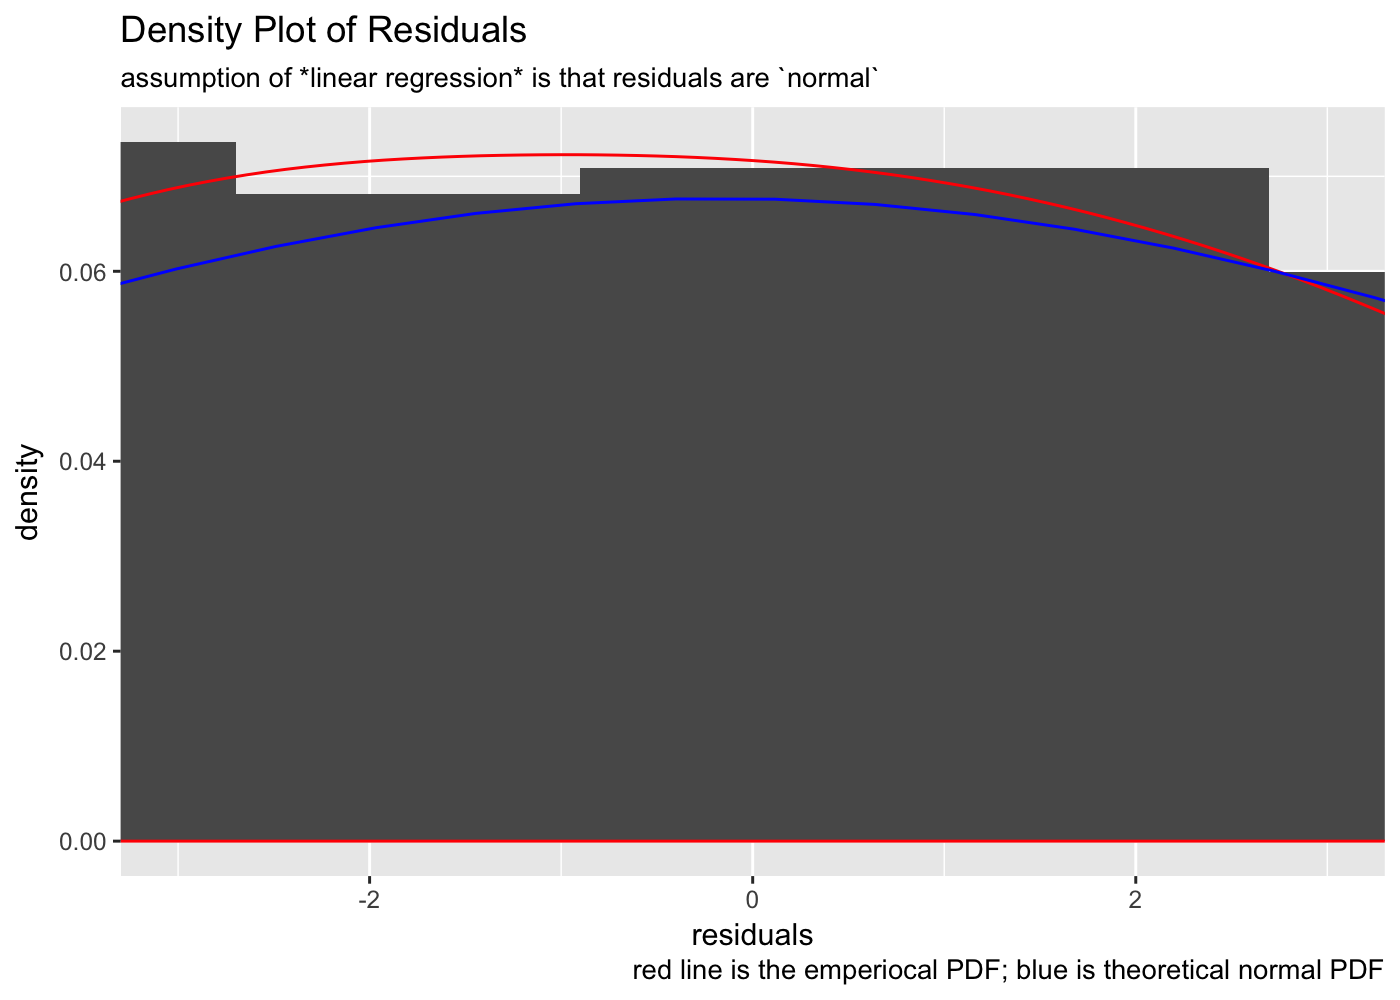 Density Plot of Residuals
assumption of *linear regression* is that residuals are `normal`
0.06
0.04
0.02
0.00
density
-2
0
2
residuals
red line is the emperiocal PDF; blue is theoretical normal PDF